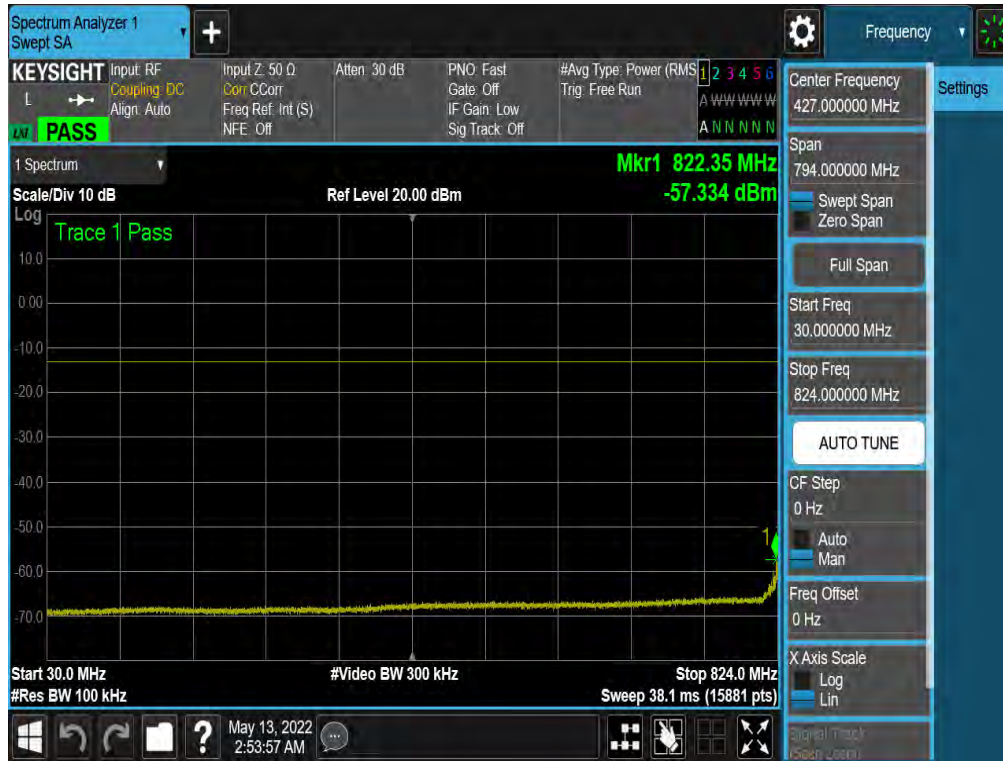 Spectrum Analyzer 1
Swept SA
+
Frequency
KEYSIGHT
L
LXI PASS
Input: RF
Coupling: DC
Align: Auto
Input Z: 50 Ω
Corr CCorr
Freq Ref: Int (S)
NFE: Off
Atten: 30 dB
PNO: Fast
Gate: Off
IF Gain: Low
Sig Track: Off
#Avg Type: Power (RMS
Trig: Free Run
1 2 3 4 5 6
A W W W W W
A N N N N N
1 Spectrum
Scale/Div 10 dB
Ref Level 20.00 dBm
Mkr1 822.35 MHz
-57.334 dBm
Log
Trace 1 Pass
10.0
0.00
-10.0
-20.0
-30.0
-40.0
-50.0
-60.0
-70.0
1
Start 30.0 MHz
#Video BW 300 kHz
Stop 824.0 MHz
#Res BW 100 kHz
Sweep 38.1 ms (15881 pts)
?
May 13, 2022
2:53:57 AM
Center Frequency
427.000000 MHz
Settings
Span
794.000000 MHz
Swept Span
Zero Span
Full Span
Start Freq
30.000000 MHz
Stop Freq
824.000000 MHz
AUTO TUNE
CF Step
0 Hz
Auto
Man
Freq Offset
0 Hz
X Axis Scale
Log
Lin
Signal Track
(Span Zoom)